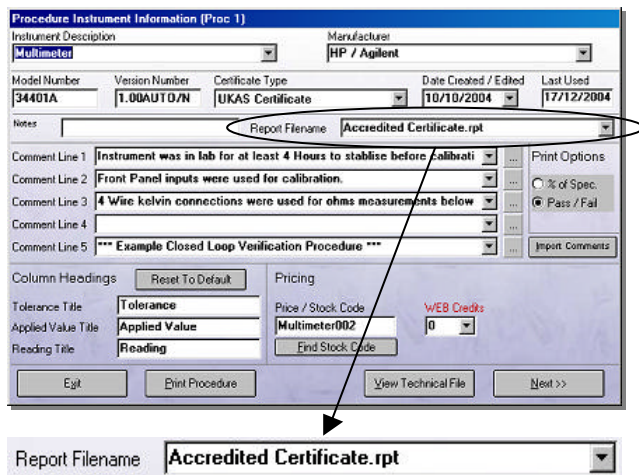 Procedure Instrument Information (Proc 1)
Instrument Description Manufacturer
Multimeter HP / Agilent
Model Number Version Number Certificate Type Date Created / Edited Last Used
34401A 1.00AUTO/N UKAS Certificate 10/10/2004 17/12/2004
Notes Report Filename Accredited Certificate.rpt
Comment Line 1 Instrument was in lab for at least 4 Hours to stablise before calibrati ... Print Options
Comment Line 2 Front Panel inputs were used for calibration. ... % of Spec.
Comment Line 3 4 Wire kelvin connections were used for ohms measurements below ... Pass / Fail
Comment Line 4 ...
Comment Line 5 *** Example Closed Loop Verification Procedure *** ... Import Comments
Column Headings Reset To Default Pricing
Tolerance Title Tolerance Price / Stock Code WEB Credits
Applied Value Title Applied Value Multimeter002 0
Reading Title Reading Find Stock Code
Exit Print Procedure View Technical File Next >>
Report Filename Accredited Certificate.rpt